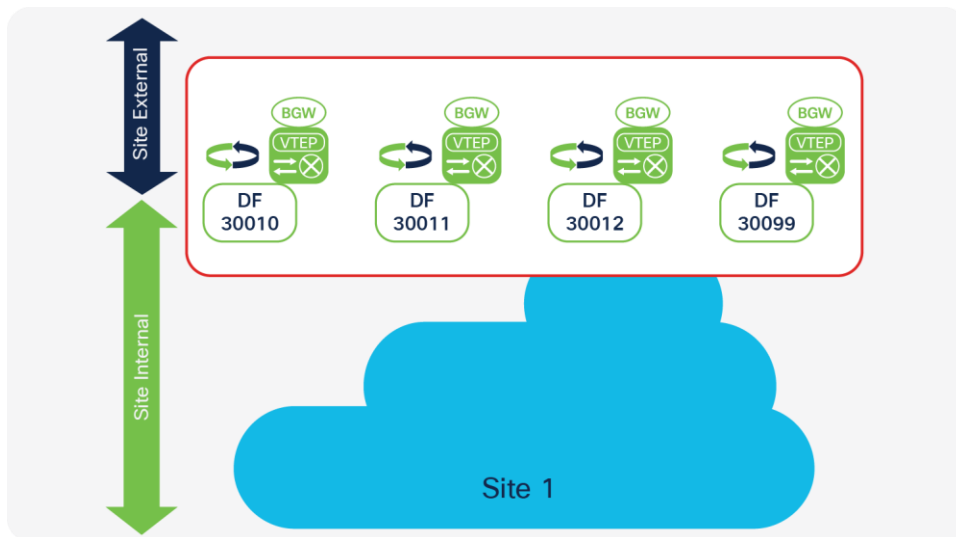 Site External
BGW
BGW
BGW
BGW
VTEP
VTEP
VTEP
VTEP
DF
30010
DF
30011
DF
30012
DF
30099
Site Internal
Site 1